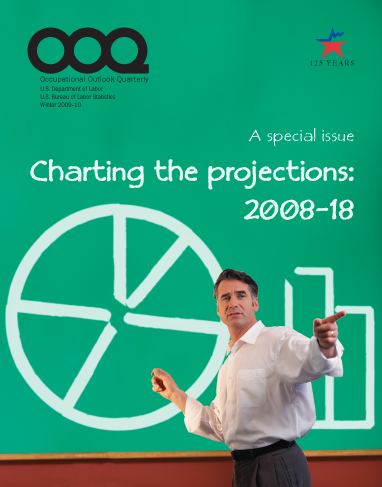 OOQ
Occupational Outlook Quarterly
U.S. Department of Labor
U.S. Bureau of Labor Statistics
Winter 2009–10
125 YEARS
A special issue
Charting the projections:
2008–18